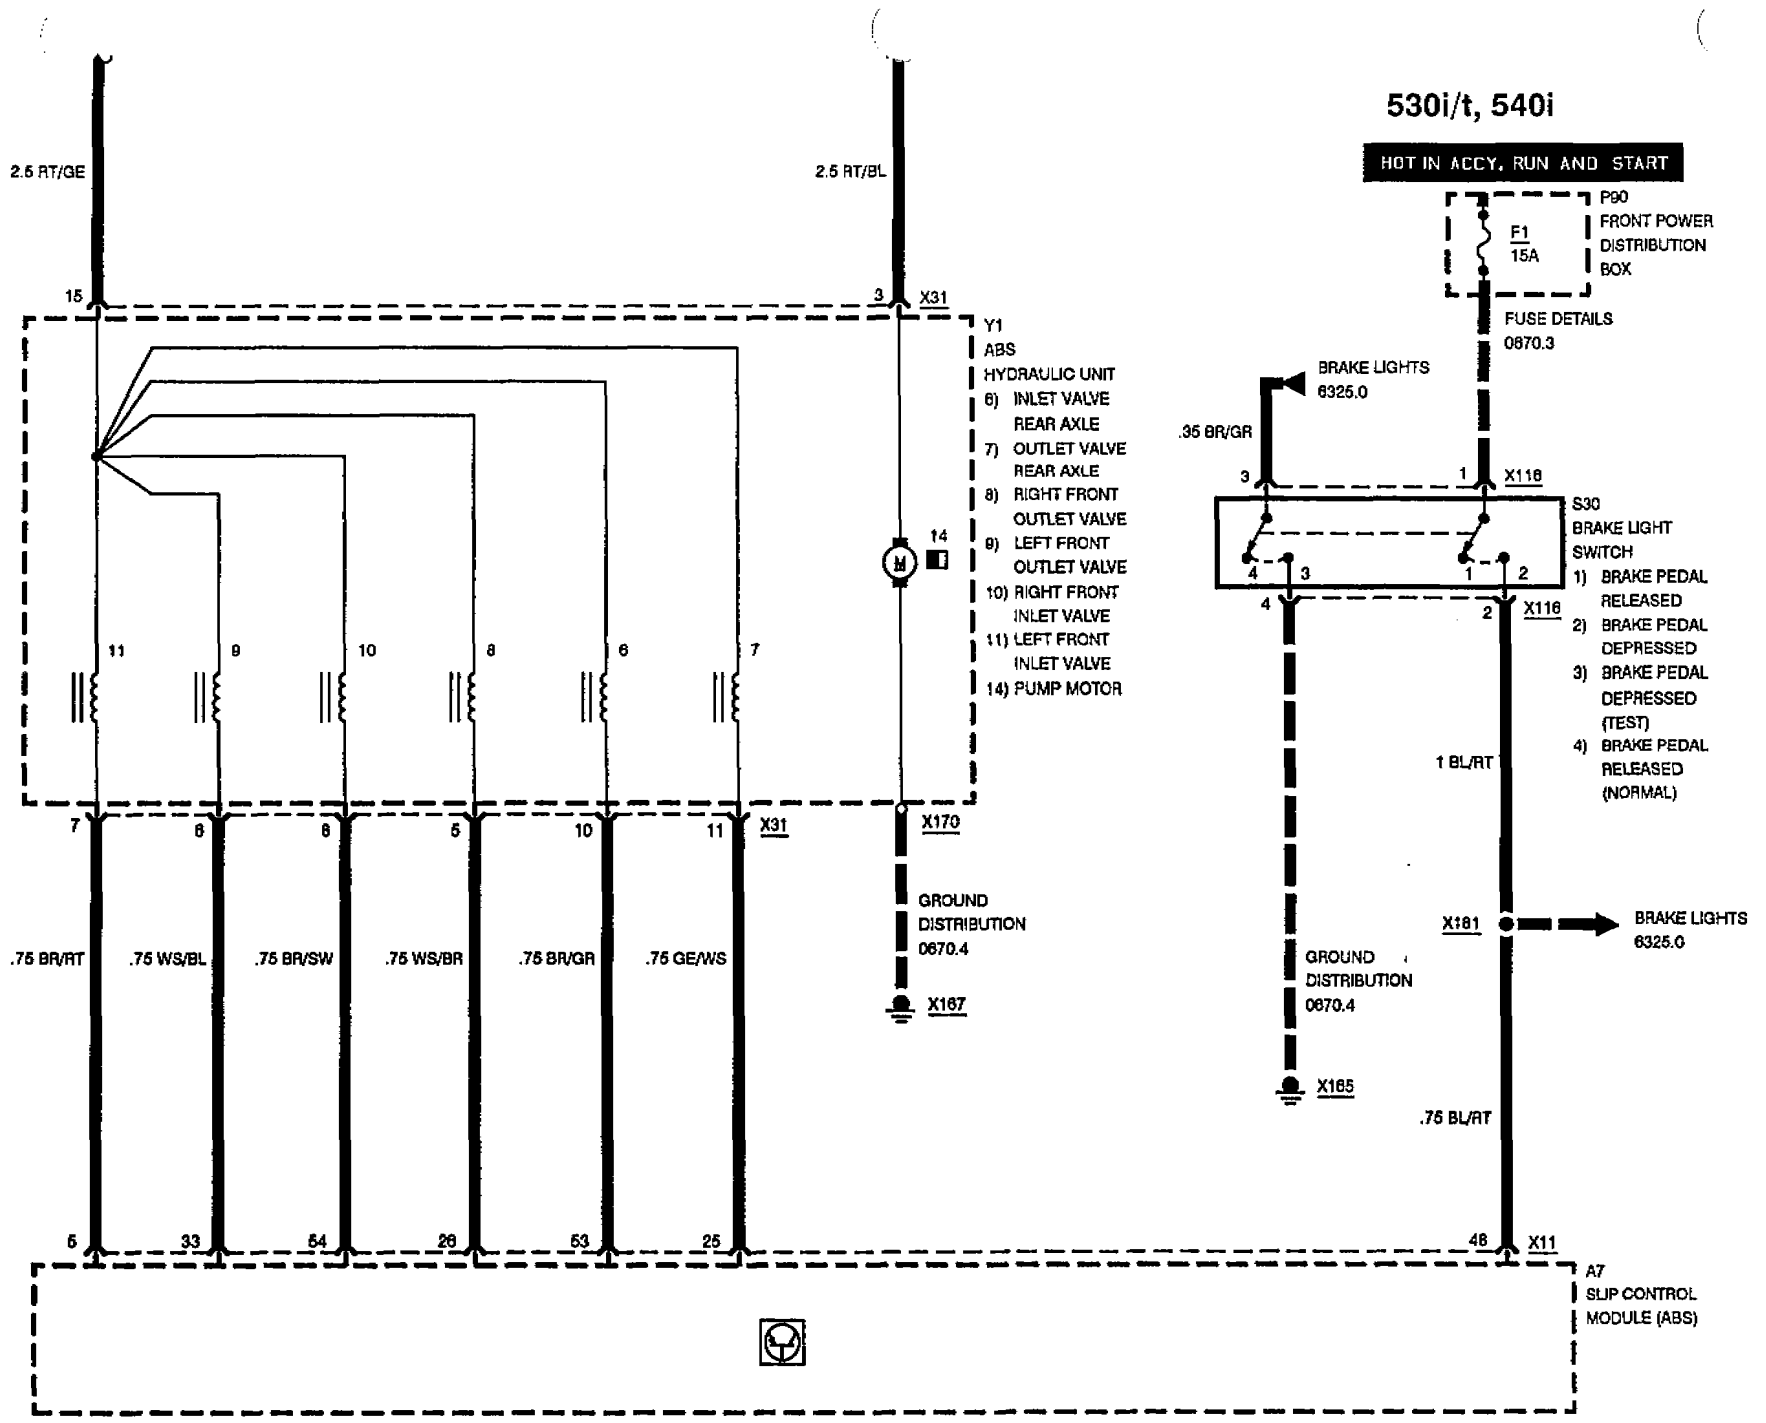 530i/t, 540i
HOT IN ACCY, RUN AND START
2.5 RT/GE
2.5 RT/BL
P90
FRONT POWER
DISTRIBUTION
BOX
F1
15A
15
3
X31
FUSE DETAILS
0670.3
Y1
ABS
HYDRAULIC UNIT
6) INLET VALVE
REAR AXLE
7) OUTLET VALVE
REAR AXLE
8) RIGHT FRONT
OUTLET VALVE
9) LEFT FRONT
OUTLET VALVE
10) RIGHT FRONT
INLET VALVE
11) LEFT FRONT
INLET VALVE
14) PUMP MOTOR
BRAKE LIGHTS
6325.0
.35 BR/GR
3
1
X116
S30
BRAKE LIGHT
SWITCH
1) BRAKE PEDAL
RELEASED
2) BRAKE PEDAL
DEPRESSED
3) BRAKE PEDAL
DEPRESSED
(TEST)
4) BRAKE PEDAL
RELEASED
(NORMAL)
4
3
1
2
4
2
X116
14
M
11
9
10
8
6
7
1 BL/RT
7
8
6
5
10
11
X31
X170
GROUND
DISTRIBUTION
0670.4
X167
X181
BRAKE LIGHTS
6325.0
.75 BR/RT
.75 WS/BL
.75 BR/SW
.75 WS/BR
.75 BR/GR
.75 GE/WS
GROUND
DISTRIBUTION
0670.4
X165
.75 BL/RT
5
33
54
26
53
25
48
X11
A7
SLIP CONTROL
MODULE (ABS)